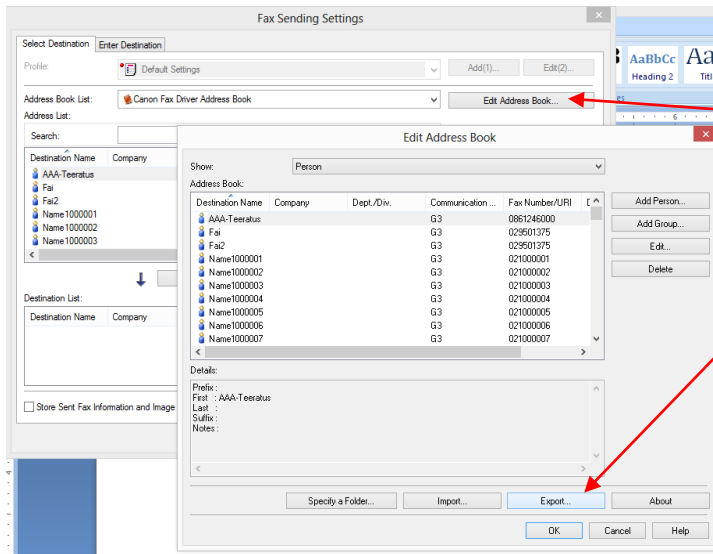 Fax Sending Settings
Select Destination Enter Destination
Profile: Default Settings Add(1)... Edit(2)...
AaBbCc
Heading 2
Address Book List: Canon Fax Driver Address Book Edit Address Book...
Address List:
Search:
6
Destination Name Company
AAA-Teeratus
Fai
Fai2
Name1000001
Name1000002
Name1000003
Destination List:
Destination Name Company
Store Sent Fax Information and Image
4
Edit Address Book
Show: Person
Address Book:
Destination Name Company Dept./Div. Communication ... Fax Number/URI
AAA-Teeratus G3 0861246000
Fai G3 029501375
Fai2 G3 029501375
Name1000001 G3 021000001
Name1000002 G3 021000002
Name1000003 G3 021000003
Name1000004 G3 021000004
Name1000005 G3 021000005
Name1000006 G3 021000006
Name1000007 G3 021000007
Add Person...
Add Group...
Edit...
Delete
Details:
Prefix :
First : AAA-Teeratus
Last :
Suffix :
Notes :
Specify a Folder... Import... Export... About
OK Cancel Help